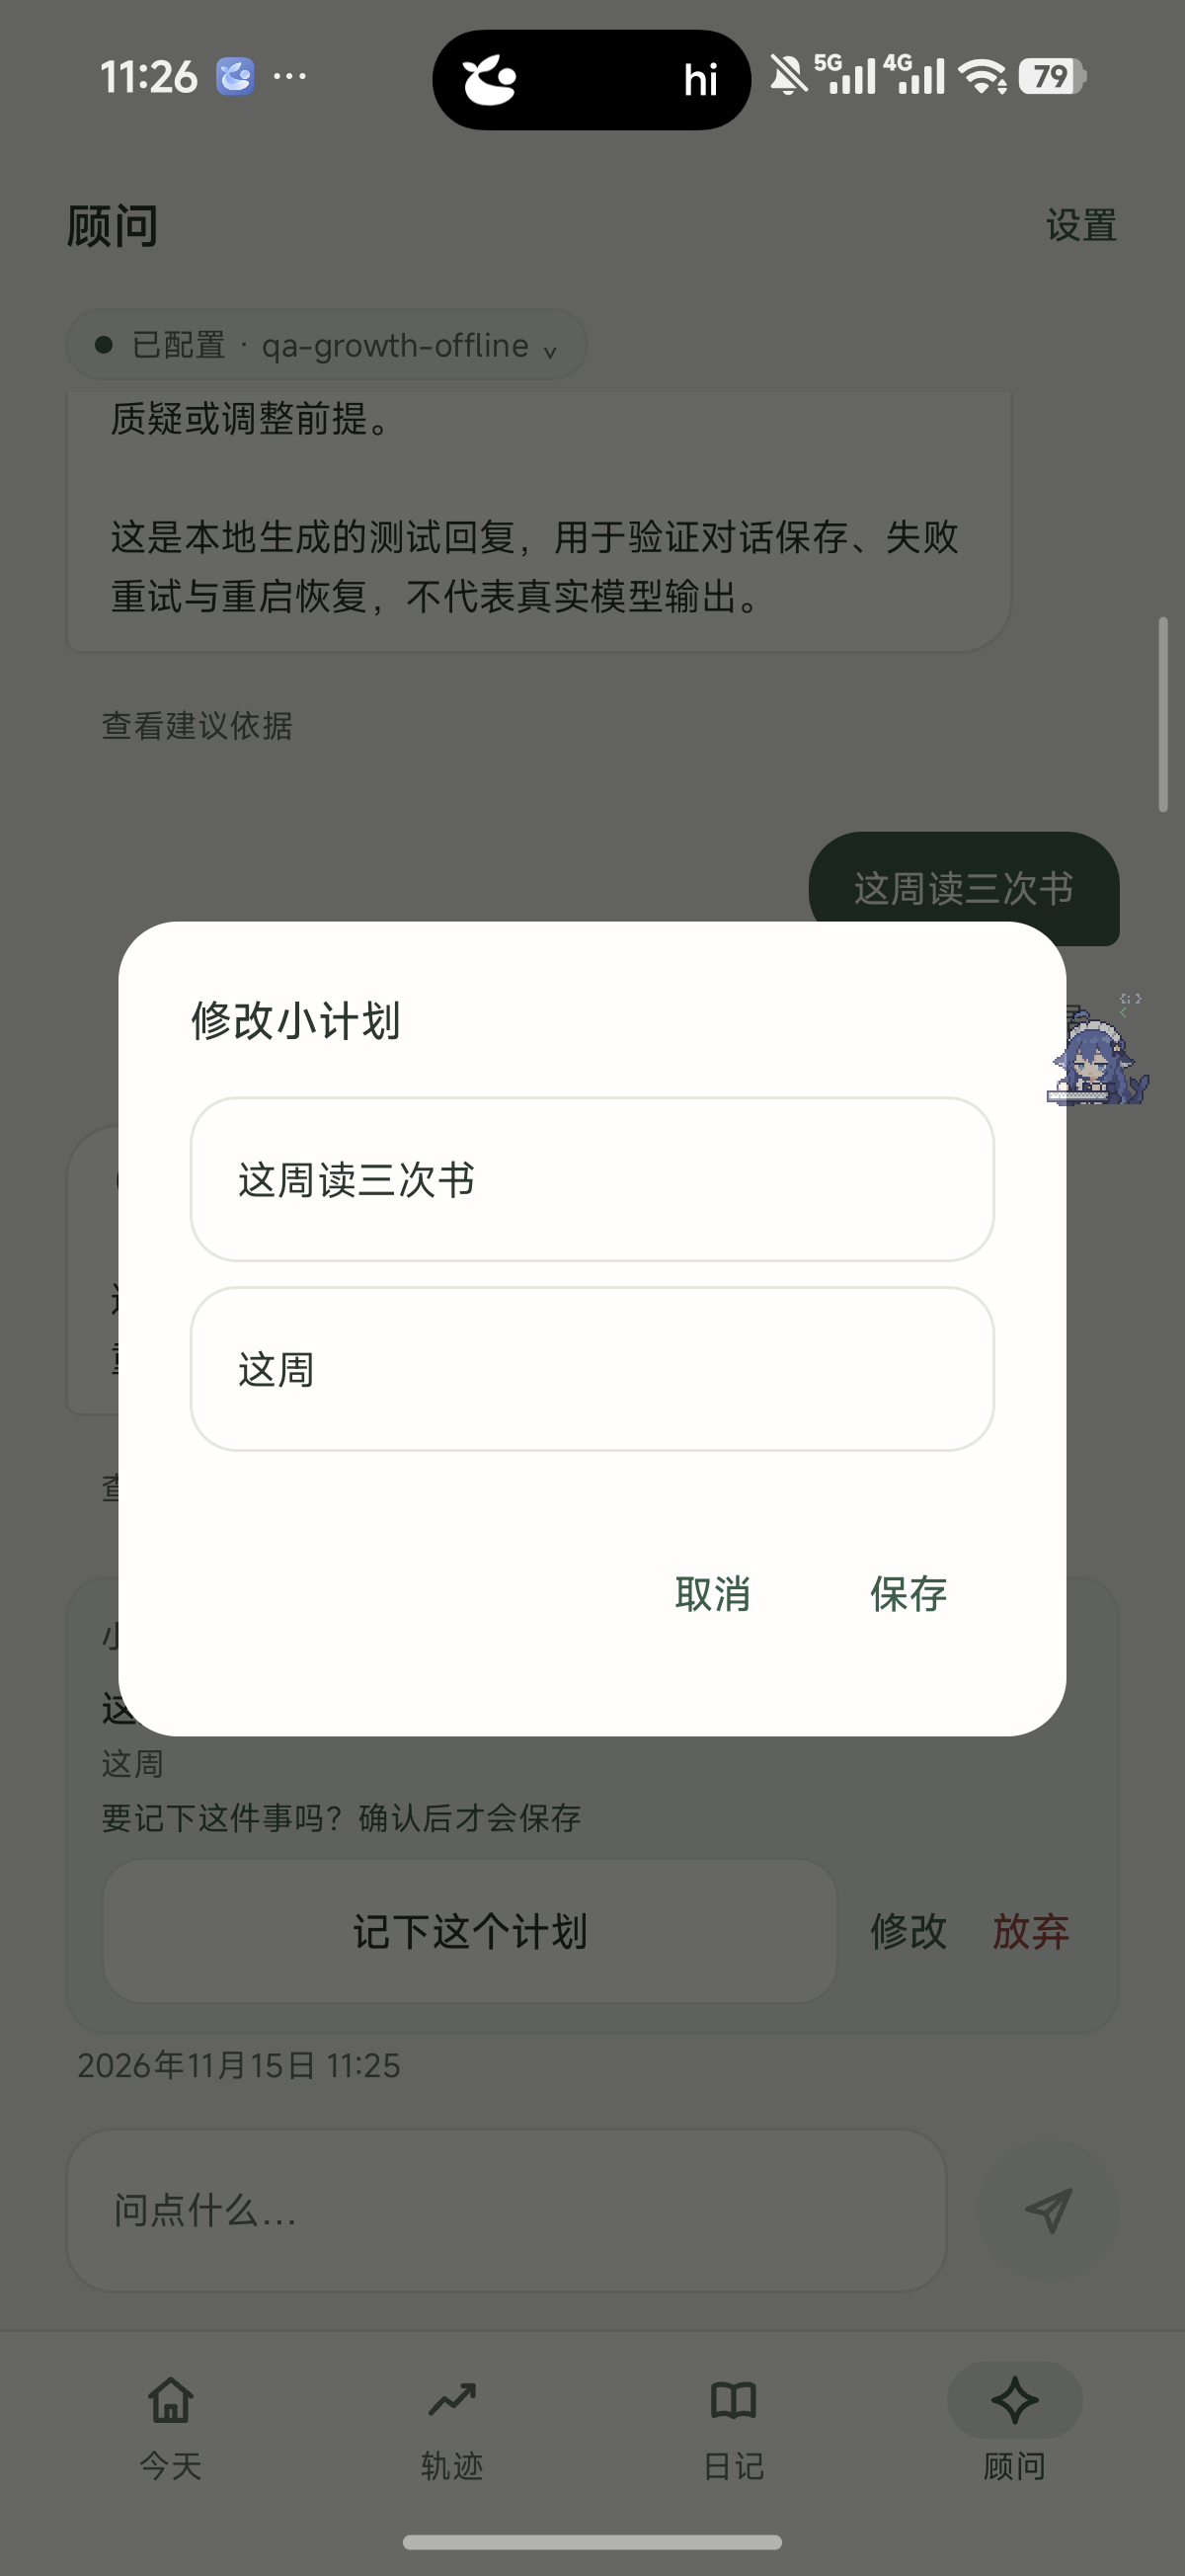 11:26
hi
5G
4G
79
顾问
设置
已配置 · qa-growth-offline
质疑或调整前提。
这是本地生成的测试回复，用于验证对话保存、失败
重试与重启恢复，不代表真实模型输出。
查看建议依据
这周读三次书
修改小计划
这周读三次书
这周
取消
保存
这周
要记下这件事吗？确认后才会保存
记下这个计划
修改
放弃
2026年11月15日 11:25
问点什么...
今天
轨迹
日记
顾问